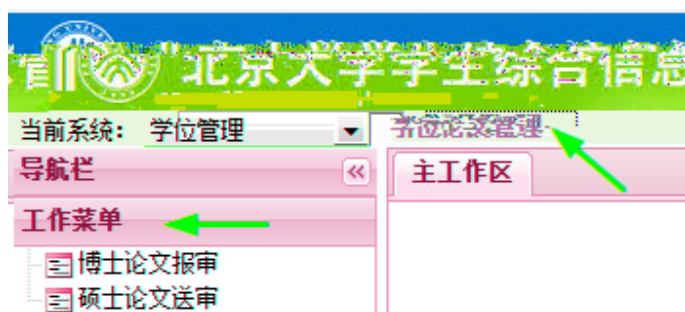 北京大学学生综合信息
当前系统： 学位管理 学位论文管理
导航栏 主工作区
工作菜单
博士论文报审
硕士论文送审